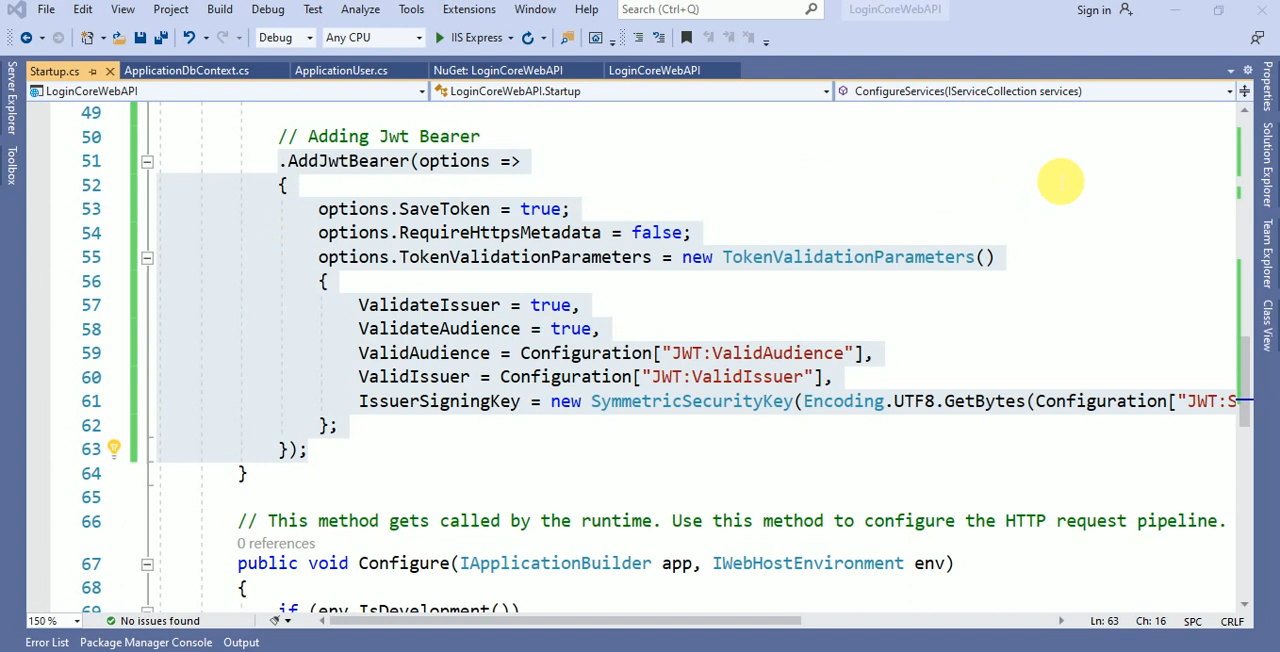 File Edit View Project Build Debug Test Analyze Tools Extensions Window Help Search (Ctrl+Q) LoginCoreWebAPI Sign in
Debug Any CPU IIS Express
Startup.cs ApplicationDbContext.cs ApplicationUser.cs NuGet: LoginCoreWebAPI LoginCoreWebAPI
LoginCoreWebAPI LoginCoreWebAPI.Startup ConfigureServices(IServiceCollection services)
Server Explorer
Toolbox
Properties
Solution Explorer
Team Explorer
Class View
49
50 // Adding Jwt Bearer
51 .AddJwtBearer(options =>
52 {
53 options.SaveToken = true;
54 options.RequireHttpsMetadata = false;
55 options.TokenValidationParameters = new TokenValidationParameters()
56 {
57 ValidateIssuer = true,
58 ValidateAudience = true,
59 ValidAudience = Configuration["JWT:ValidAudience"],
60 ValidIssuer = Configuration["JWT:ValidIssuer"],
61 IssuerSigningKey = new SymmetricSecurityKey(Encoding.UTF8.GetBytes(Configuration["JWT:S
62 };
63 });
64 }
65
66 // This method gets called by the runtime. Use this method to configure the HTTP request pipeline.
0 references
67 public void Configure(IApplicationBuilder app, IWebHostEnvironment env)
68 {
69 if (env.IsDevelopment())
150 % No issues found Ln: 63 Ch: 16 SPC CRLF
Error List Package Manager Console Output